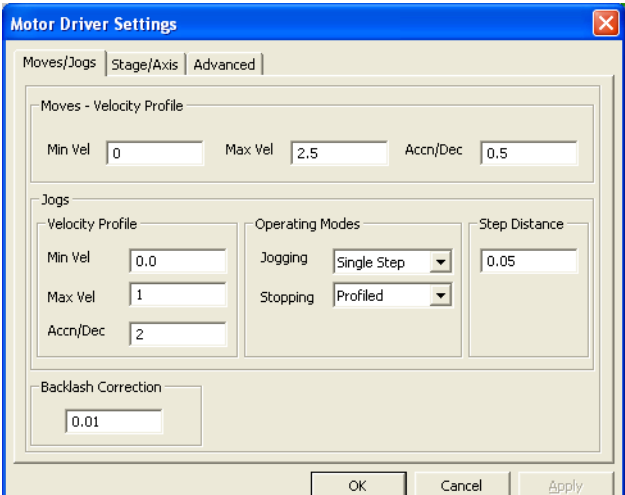 Motor Driver Settings
Moves/Jogs Stage/Axis Advanced
Moves - Velocity Profile
Min Vel 0 Max Vel 2.5 Accn/Dec 0.5
Jogs
Velocity Profile Operating Modes Step Distance
Min Vel 0.0 Jogging Single Step 0.05
Max Vel 1 Stopping Profiled
Accn/Dec 2
Backlash Correction
0.01
OK Cancel Apply